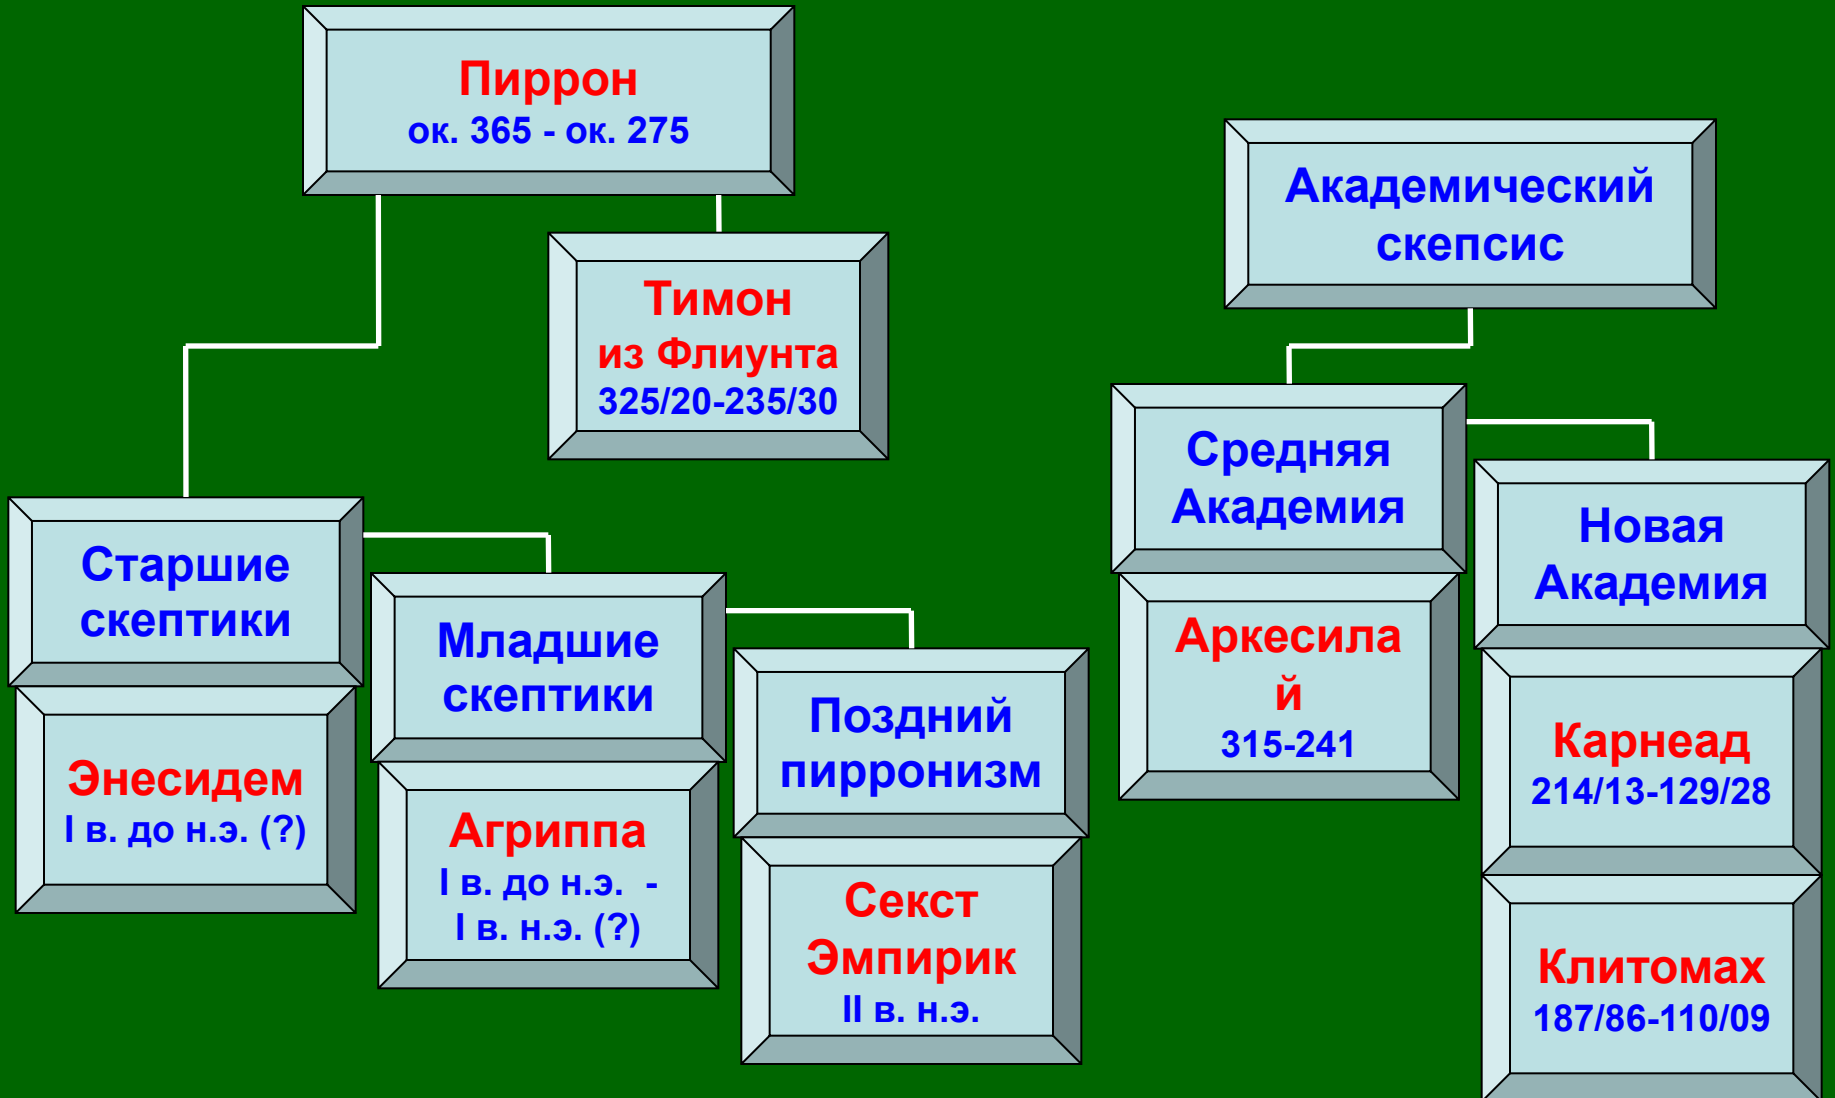 Пиррон
ок. 365 - ок. 275
Тимон
из Флиунта
325/20-235/30
Старшие
скептики
Энесидем
I в. до н.э. (?)
Младшие
скептики
Агриппа
I в. до н.э.  -
I в. н.э. (?)
Поздний
пирронизм
Секст
Эмпирик
II в. н.э.
Академический
скепсис
Средняя
Академия
Аркесила
й
315-241
Новая
Академия
Карнеад
214/13-129/28
Клитомах
187/86-110/09